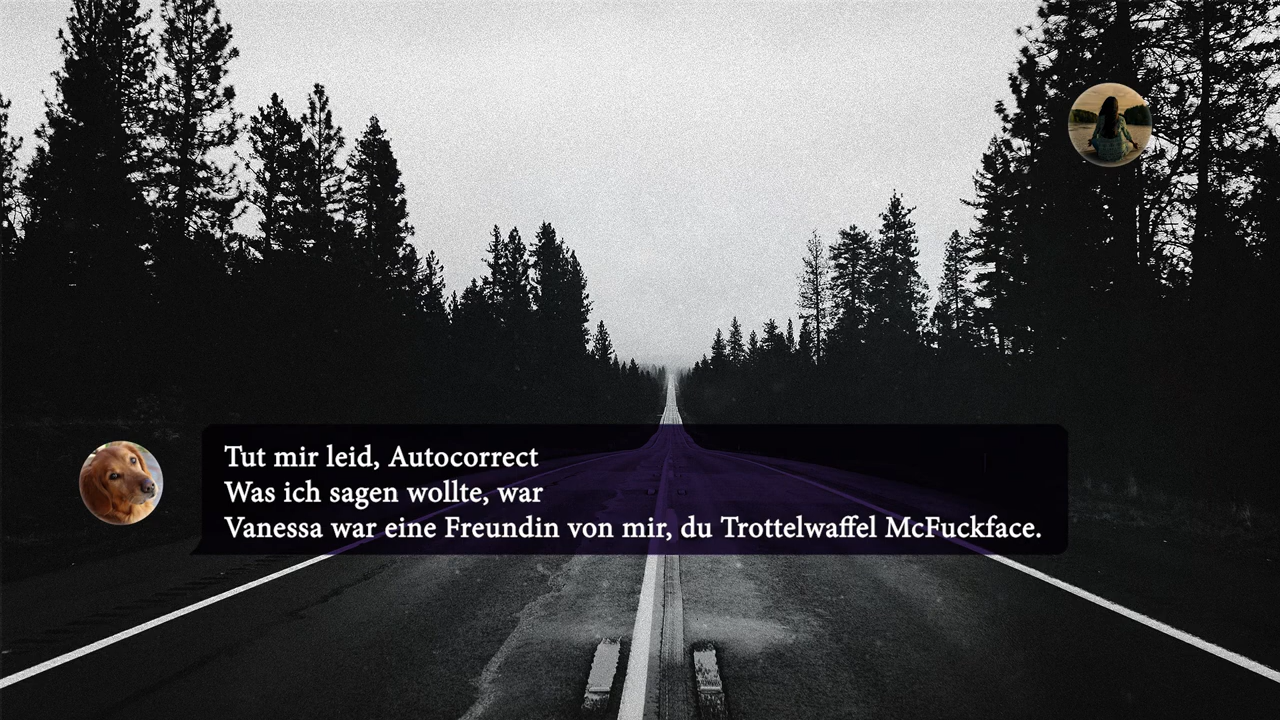 Tut mir leid, Autocorrect
Was ich sagen wollte, war
Vanessa war eine Freundin von mir, du Trottelwaffel McFuckface.